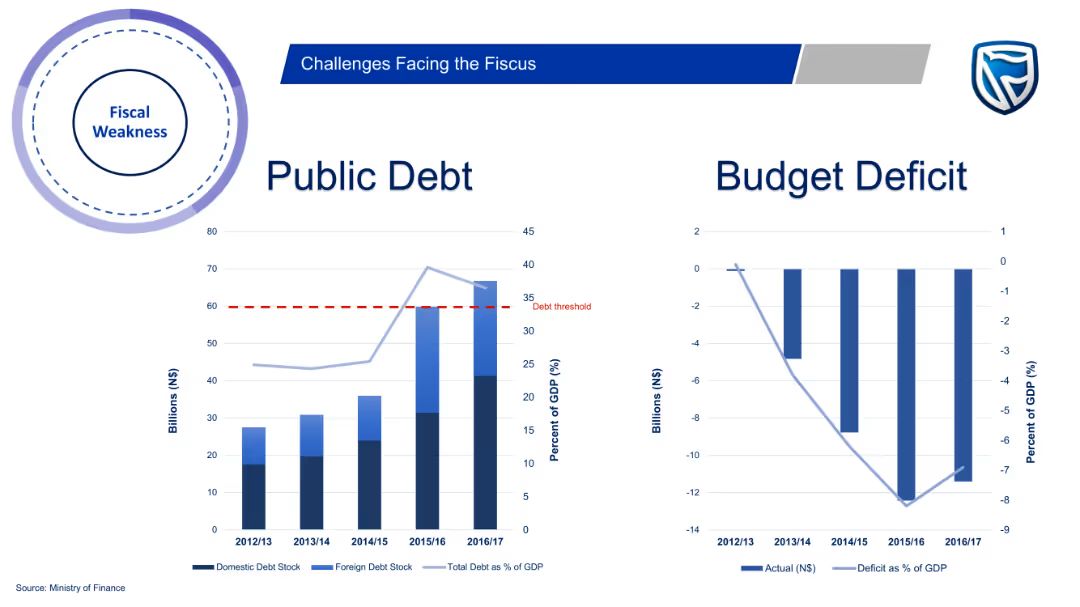 Challenges Facing the Fiscus
Fiscal
Weakness
Public Debt
80
70
60
50
40
30
20
10
0
Billions (N$)
45
40
35
30
25
20
15
10
5
0
Percent of GDP (%)
Debt threshold
2012/13 2013/14 2014/15 2015/16 2016/17
Domestic Debt Stock Foreign Debt Stock Total Debt as % of GDP
Budget Deficit
2
0
-2
-4
-6
-8
-10
-12
-14
Billions (N$)
1
0
-1
-2
-3
-4
-5
-6
-7
-8
-9
Percent of GDP (%)
2012/13 2013/14 2014/15 2015/16 2016/17
Actual (N$) Deficit as % of GDP
Source: Ministry of Finance